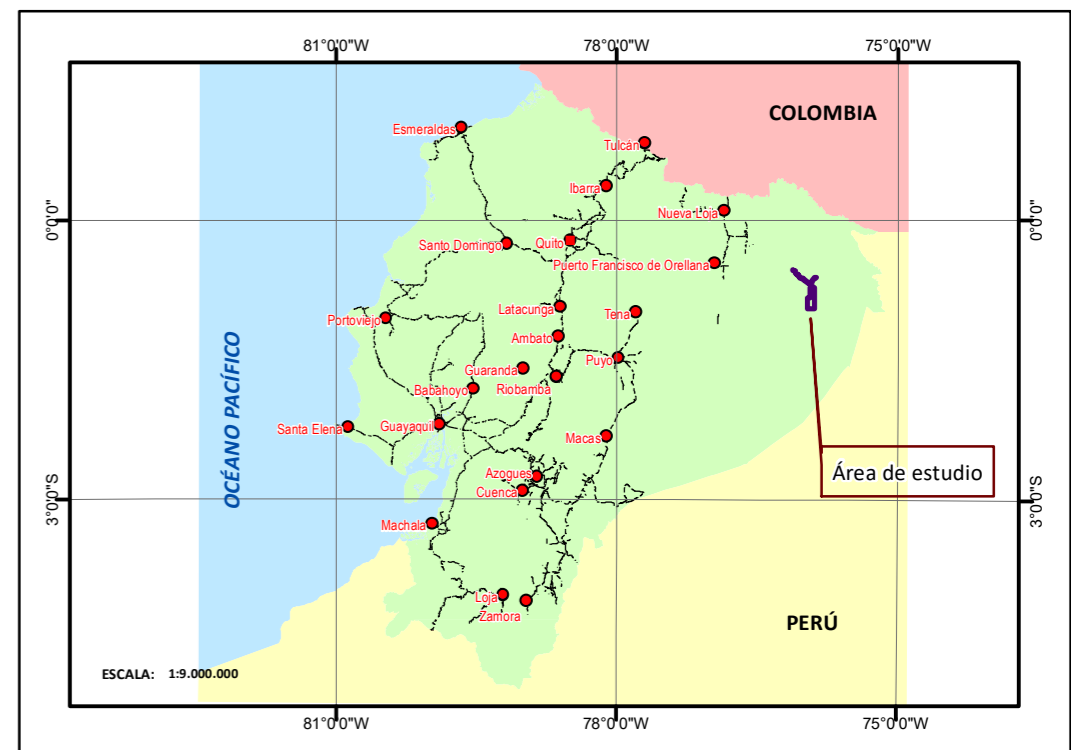 81°0'0"W
78°0'0"W
75°0'0"W
COLOMBIA
Esmeraldas
Tulcán
Ibarra
Nueva Loja
0°0'0"
0°0'0"
Santo Domingo
Quito
Puerto Francisco de Orellana
Latacunga
Tena
Portoviejo
Ambato
Puyo
Guaranda
Riobamba
Babahoyo
OCÉANO PACÍFICO
Santa Elena
Guayaquil
Macas
Área de estudio
Azogues
Cuenca
3°0'0"S
3°0'0"S
Machala
Loja
Zamora
PERÚ
ESCALA: 1:9.000.000
81°0'0"W
78°0'0"W
75°0'0"W